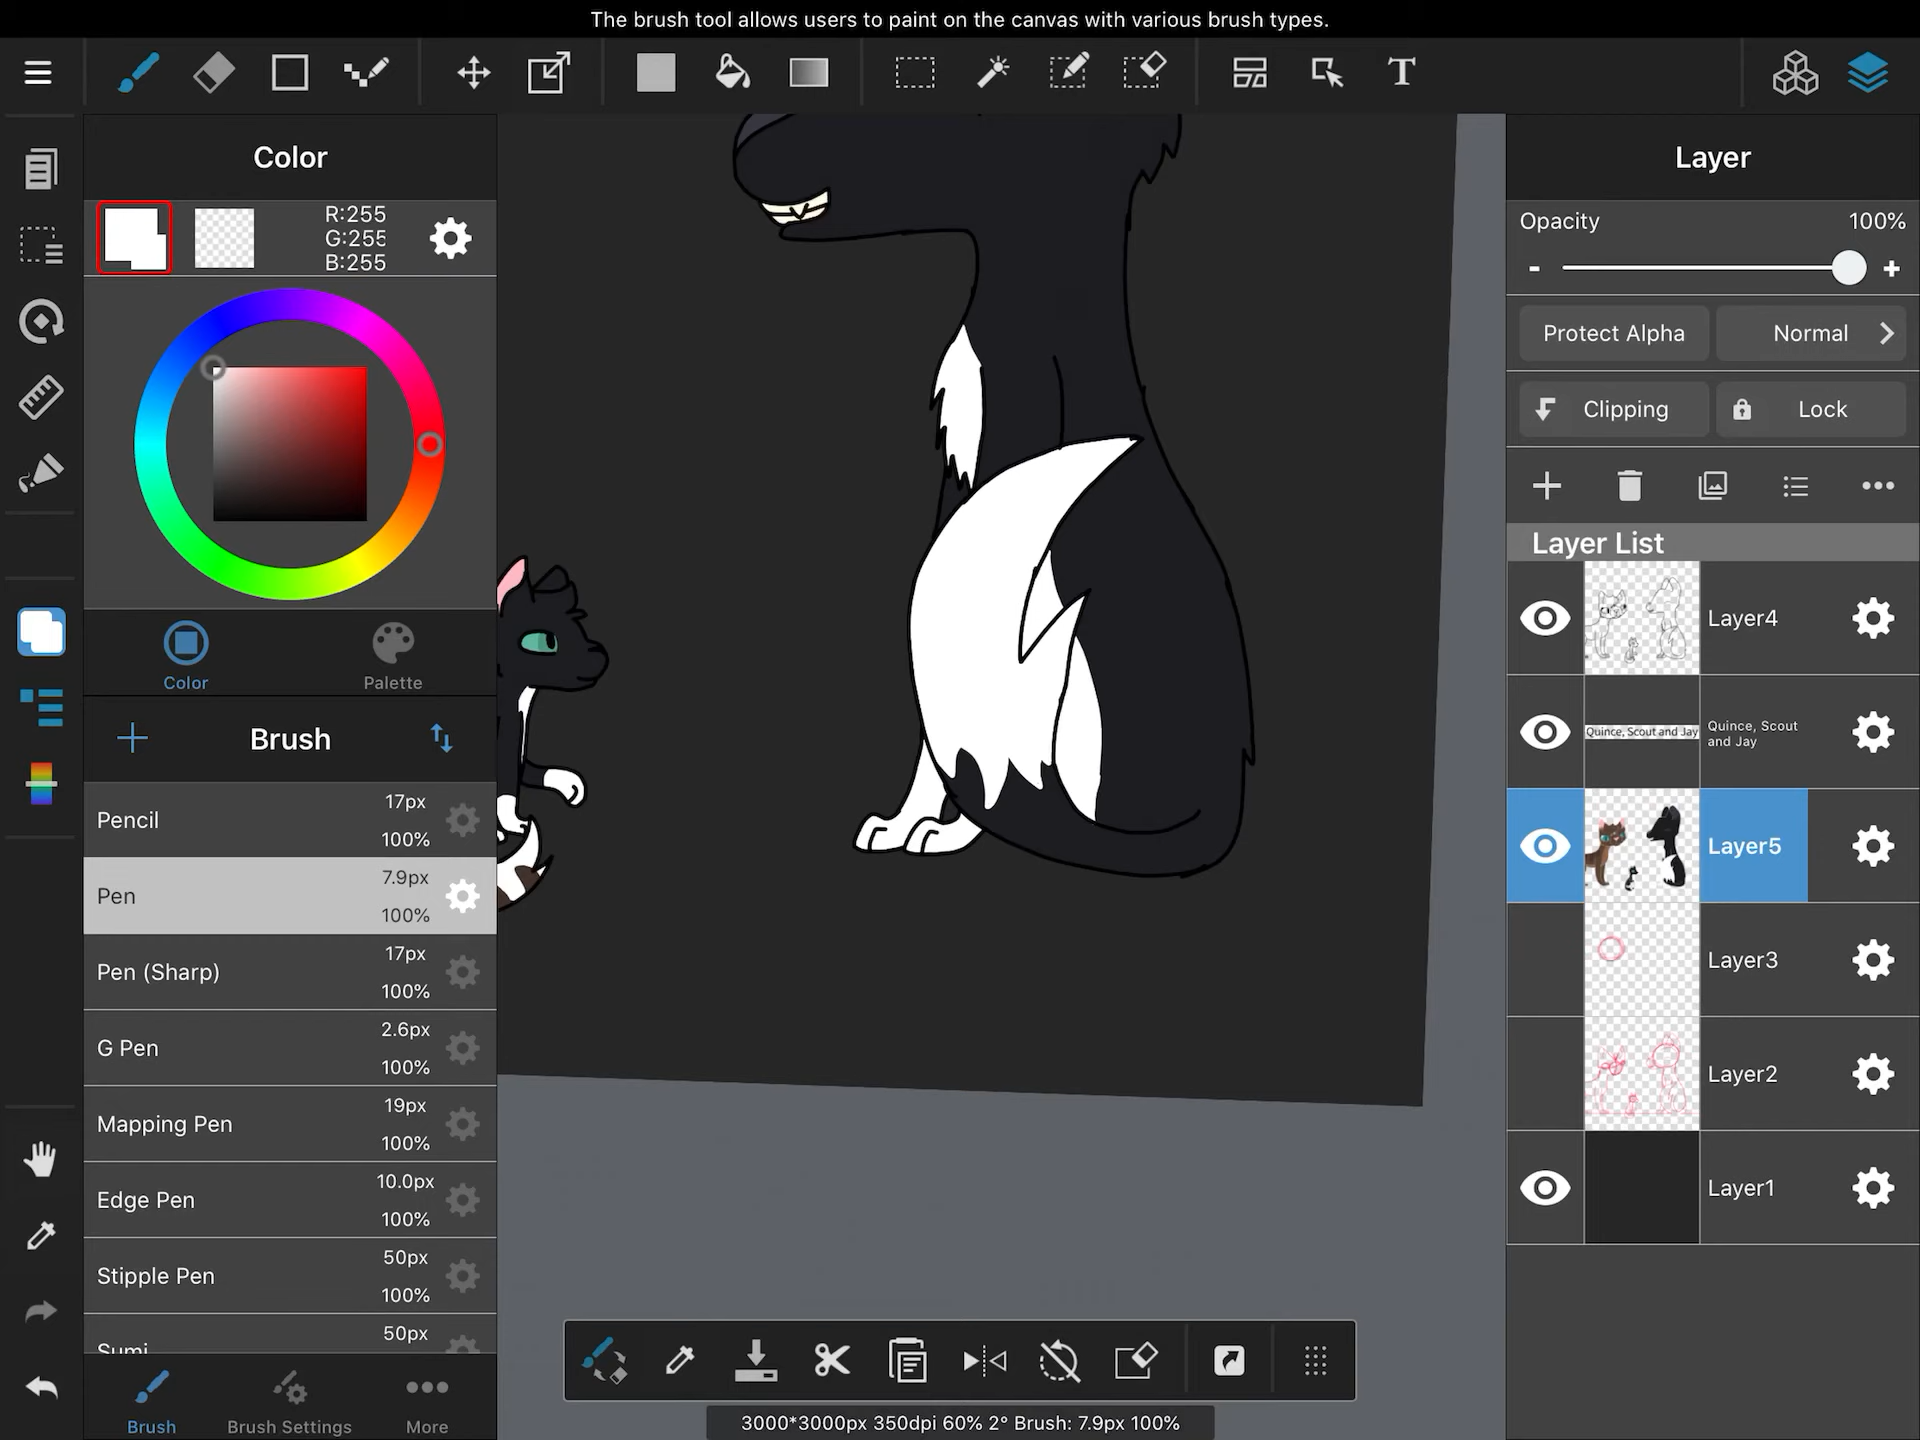 The brush tool allows users to paint on the canvas with various brush types.
T
Color
R:255
G:255
B:255
Color
Palette
Brush
Pencil
17px
100%
Pen
7.9px
100%
Pen (Sharp)
17px
100%
G Pen
2.6px
100%
Mapping Pen
19px
100%
Edge Pen
10.0px
100%
Stipple Pen
50px
100%
Sumi
50px
Brush
Brush Settings
More
3000*3000px 350dpi 60% 2° Brush: 7.9px 100%
Layer
Opacity
100%
Protect Alpha
Normal
Clipping
Lock
Layer List
Layer4
Quince, Scout and Jay
Quince, Scout
and Jay
Layer5
Layer3
Layer2
Layer1